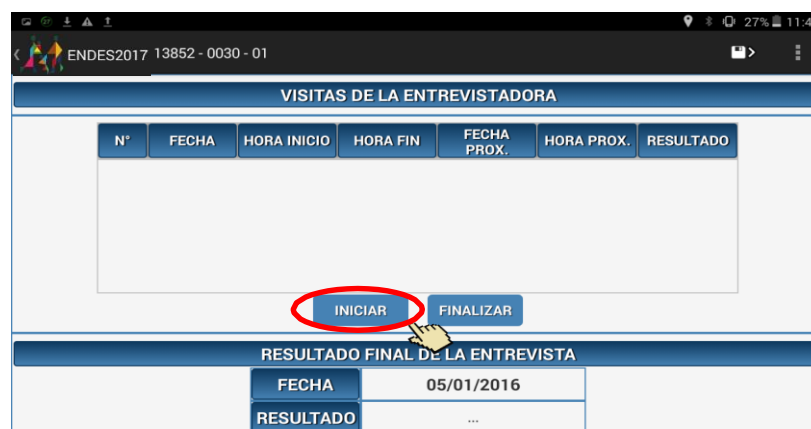 27% 11:4
ENDES2017 13852 - 0030 - 01
VISITAS DE LA ENTREVISTADORA
N° FECHA HORA INICIO HORA FIN FECHA PROX. HORA PROX. RESULTADO
INICIAR FINALIZAR
RESULTADO FINAL DE LA ENTREVISTA
FECHA 05/01/2016
RESULTADO ...